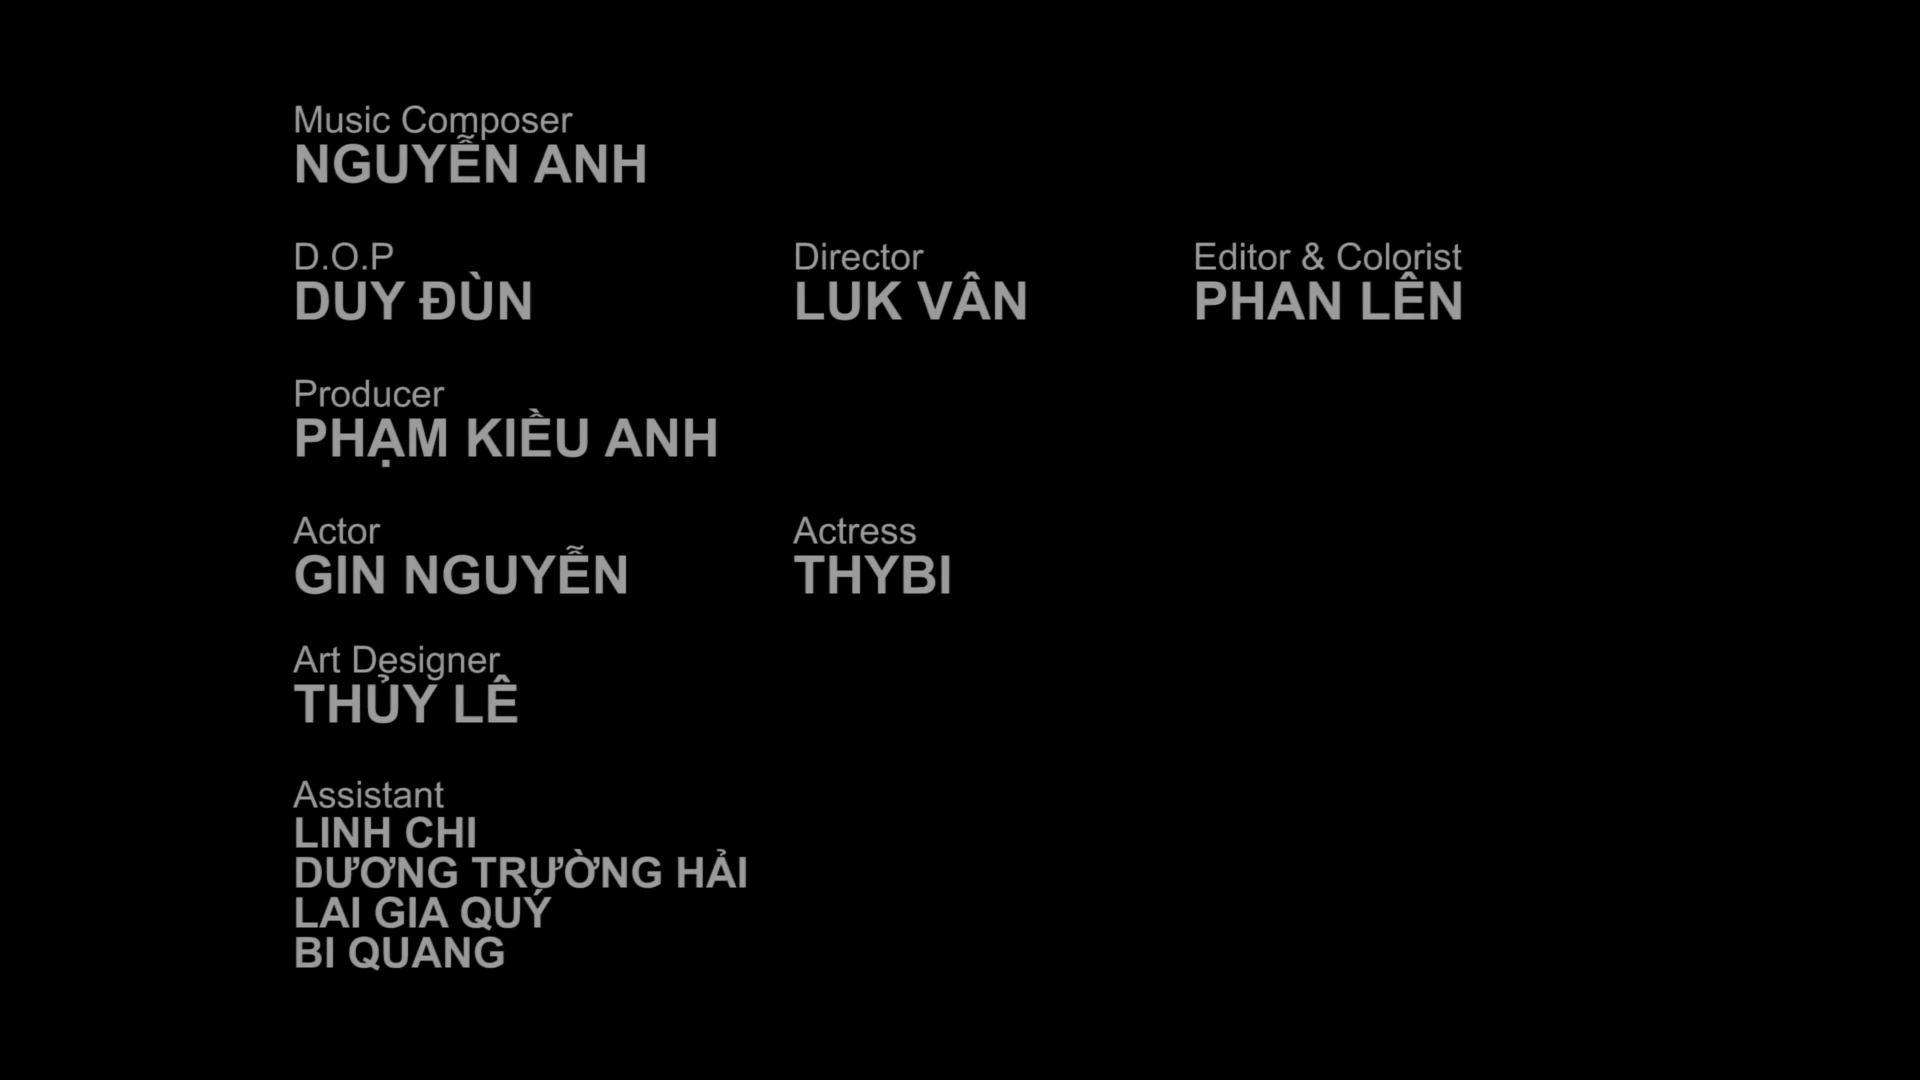 Music Composer
NGUYỄN ANH
D.O.P
DUY ĐÙN
Director
LUK VÂN
Editor & Colorist
PHAN LÊN
Producer
PHẠM KIỀU ANH
Actor
GIN NGUYỄN
Actress
THYBI
Art Designer
THỦY LÊ
Assistant
LINH CHI
DƯƠNG TRƯỜNG HẢI
LAI GIA QUÝ
BI QUANG